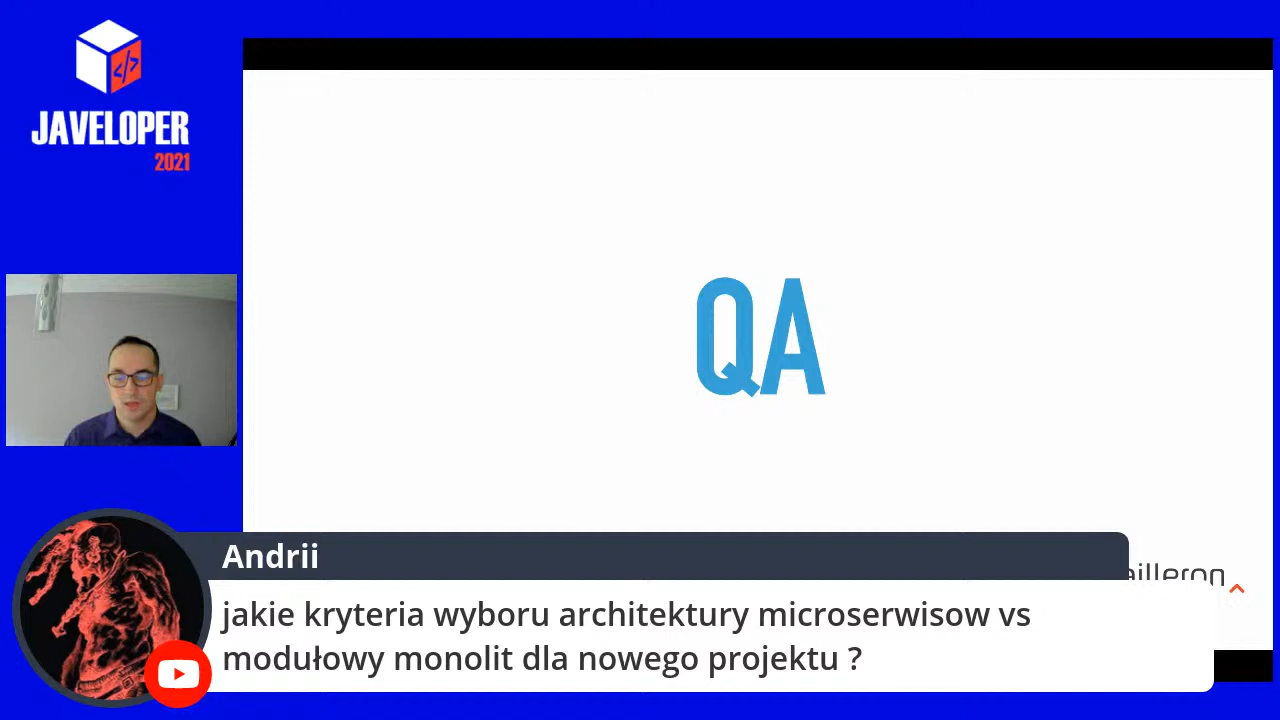 </>
JAVELOPER
2021
QA
Andrii
jakie kryteria wyboru architektury microserwisow vs
modułowy monolit dla nowego projektu ?